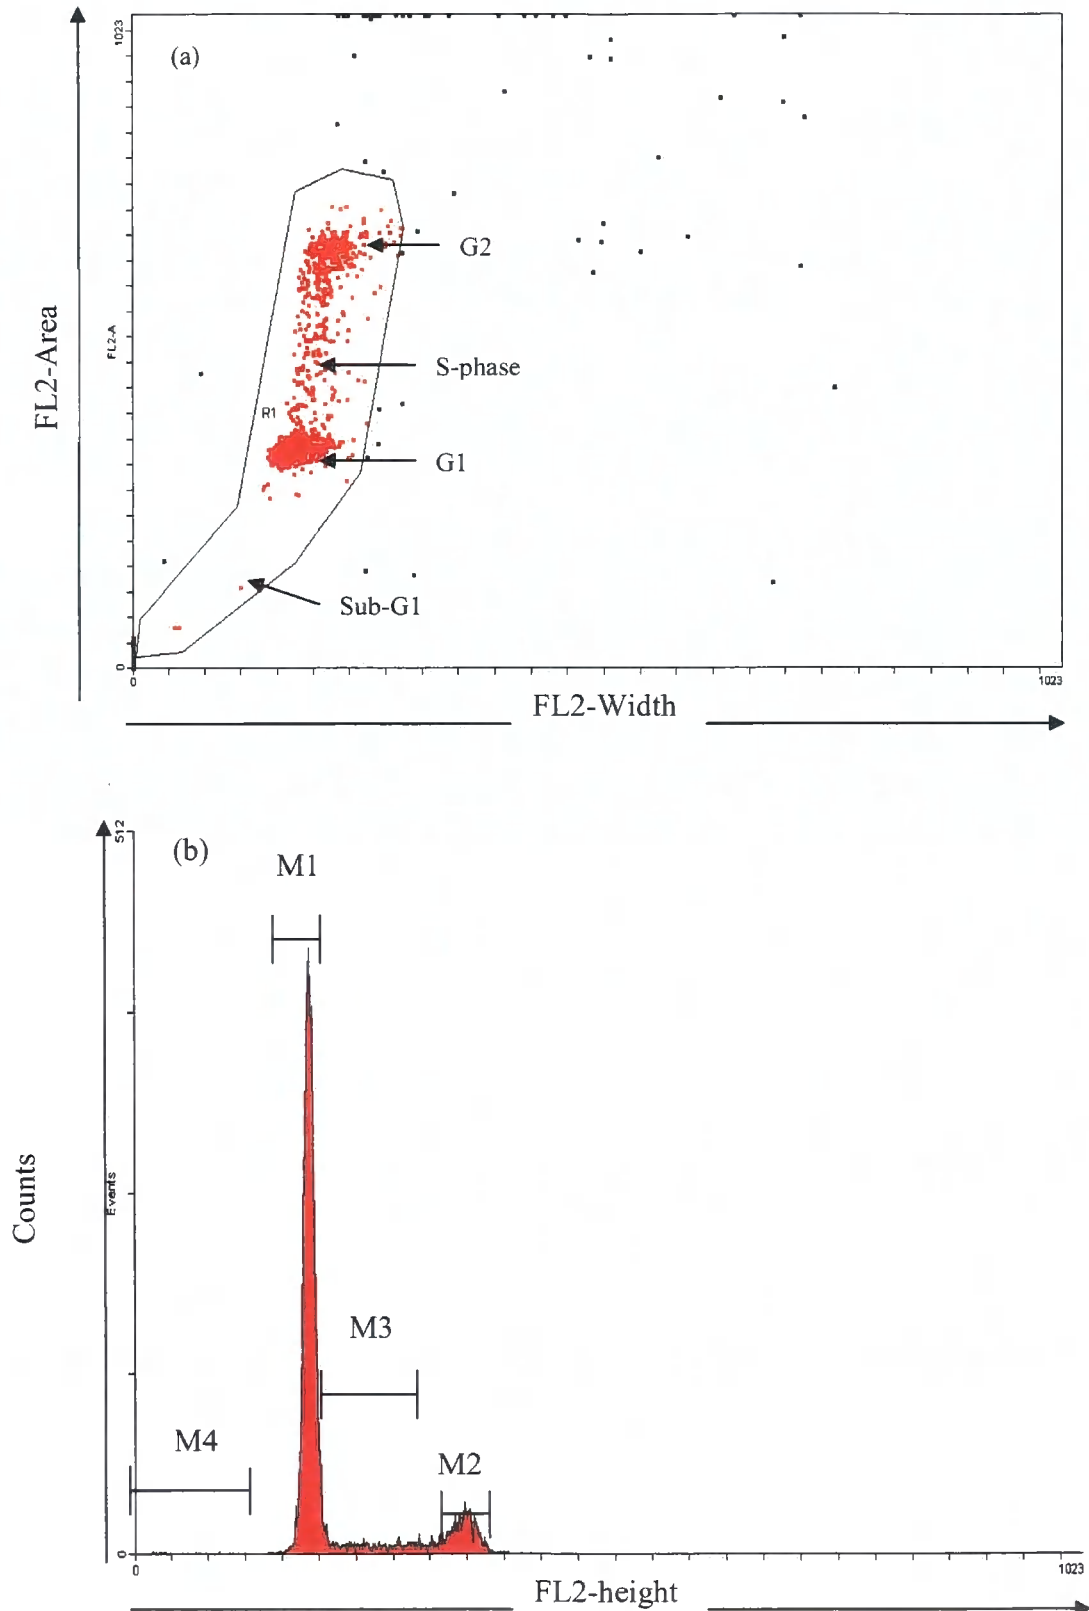 1023
(a)
G2
FL2-Area
FL2-A
S-phase
R1
G1
Sub-G1
0
0
1023
FL2-Width
512
(b)
M1
Counts
Events
M3
M4
M2
0
0
1023
FL2-height